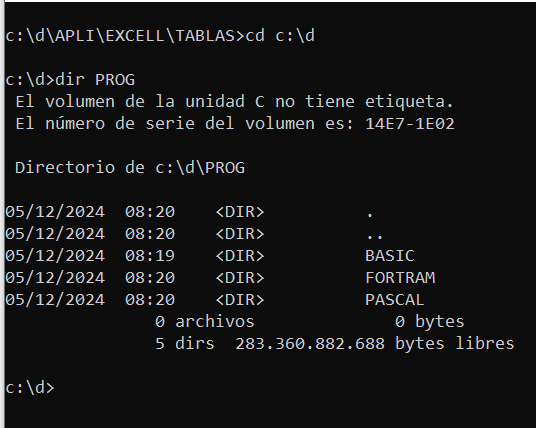 c:\d\APLI\EXCELL\TABLAS>cd c:\d
c:\d>dir PROG
 El volumen de la unidad C no tiene etiqueta.
 El número de serie del volumen es: 14E7-1E02
 Directorio de c:\d\PROG
05/12/2024  08:20    <DIR>          .
05/12/2024  08:20    <DIR>          ..
05/12/2024  08:19    <DIR>          BASIC
05/12/2024  08:20    <DIR>          FORTRAM
05/12/2024  08:20    <DIR>          PASCAL
               0 archivos              0 bytes
               5 dirs  283.360.882.688 bytes libres
c:\d>